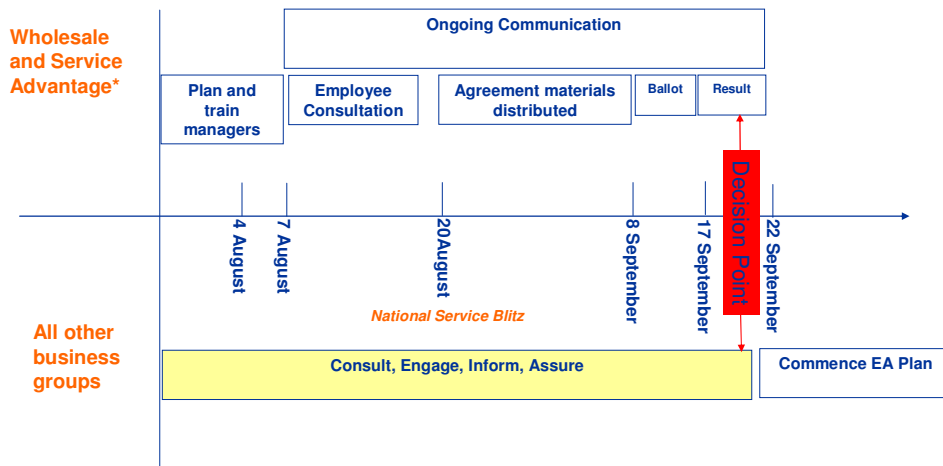 Wholesale
and Service
Advantage*
Ongoing Communication
Plan and
train
managers
Employee
Consultation
Agreement materials
distributed
Ballot
Result
Decision Point
4 August
7 August
20August
8 September
17 September
22 September
National Service Blitz
All other
business
groups
Consult, Engage, Inform, Assure
Commence EA Plan